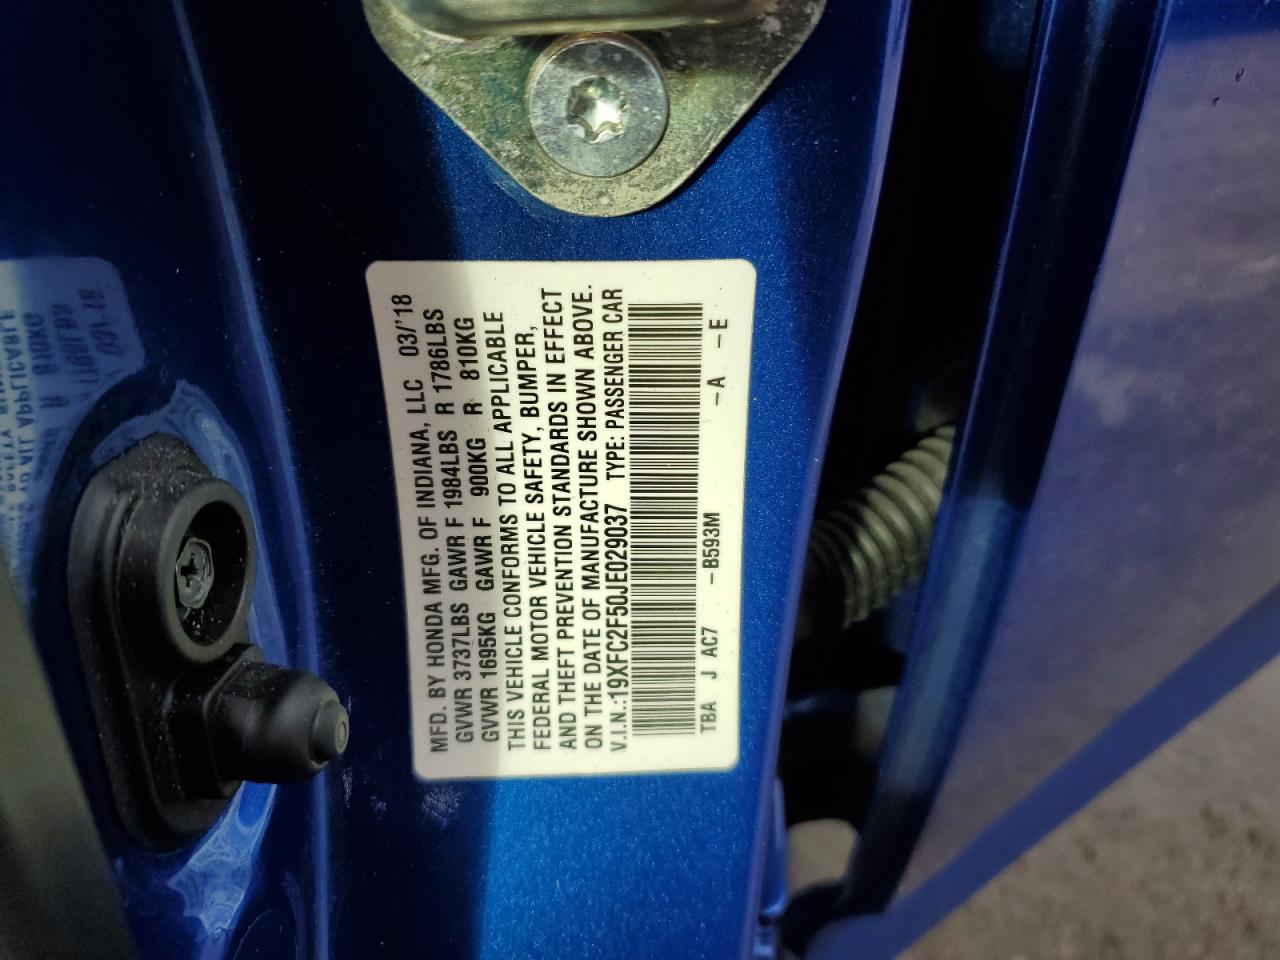 MFD. BY HONDA MFG. OF INDIANA, LLC 03/'18
GVWR 3737LBS GAWR F 1984LBS R 1786LBS
GVWR 1695KG GAWR F 900KG R 810KG
THIS VEHICLE CONFORMS TO ALL APPLICABLE
FEDERAL MOTOR VEHICLE SAFETY, BUMPER,
AND THEFT PREVENTION STANDARDS IN EFFECT
ON THE DATE OF MANUFACTURE SHOWN ABOVE.
V.I.N.:19XFC2F50JE029037 TYPE: PASSENGER CAR
TBA J AC7 -B593M -A -E